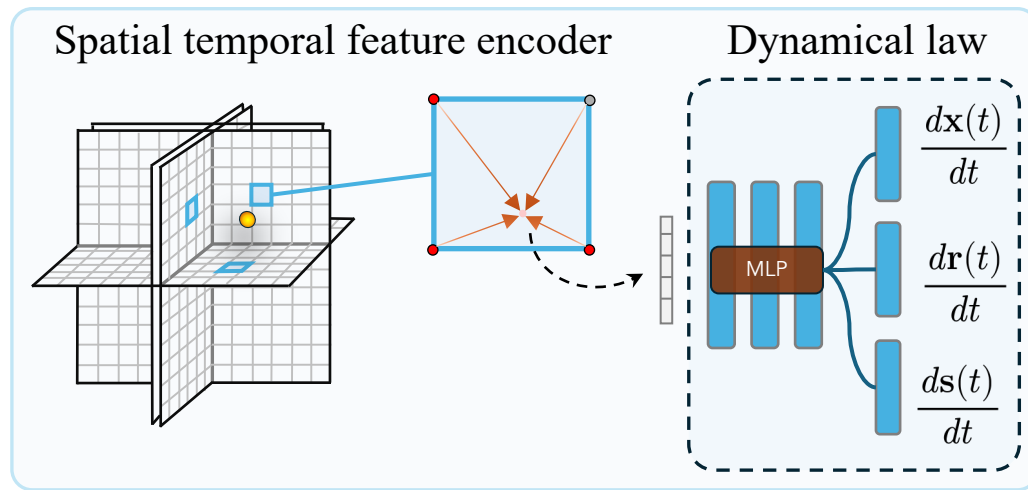 Spatial temporal feature encoder
Dynamical law
MLP
d𝐱(t)
dt
d𝐫(t)
dt
d𝐬(t)
dt